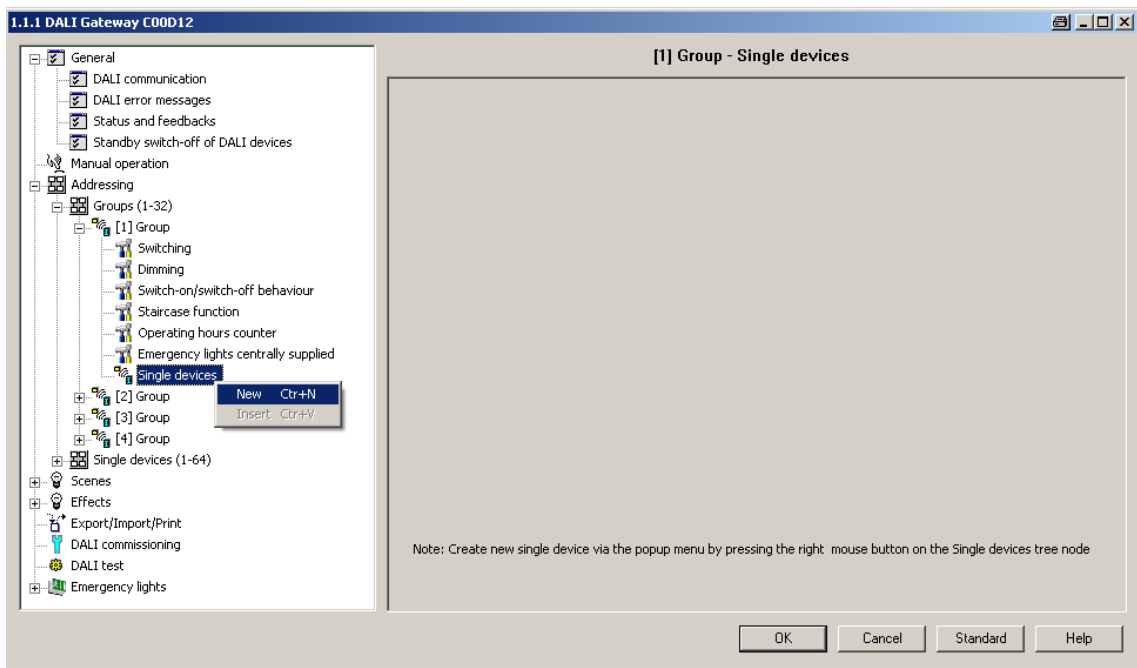 1.1.1 DALI Gateway C00D12
General
DALI communication
DALI error messages
Status and feedbacks
Standby switch-off of DALI devices
Manual operation
Addressing
Groups (1-32)
[1] Group
Switching
Dimming
Switch-on/switch-off behaviour
Staircase function
Operating hours counter
Emergency lights centrally supplied
Single devices
New Ctr+N
Insert Ctr+V
[2] Group
[3] Group
[4] Group
Single devices (1-64)
Scenes
Effects
Export/Import/Print
DALI commissioning
DALI test
Emergency lights
[1] Group - Single devices
Note: Create new single device via the popup menu by pressing the right mouse button on the Single devices tree node
OK Cancel Standard Help